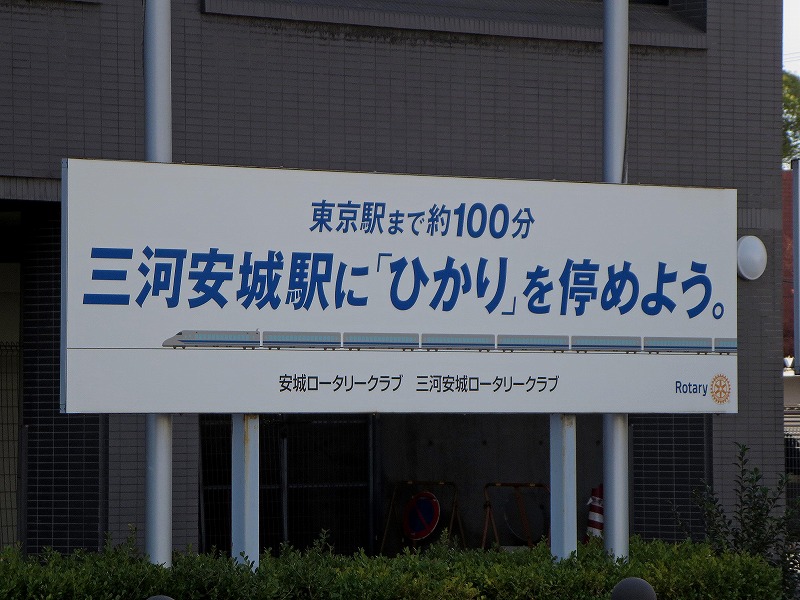 東京駅まで約100分
三河安城駅に「ひかり」を停めよう。
安城ロータリークラブ 三河安城ロータリークラブ
Rotary